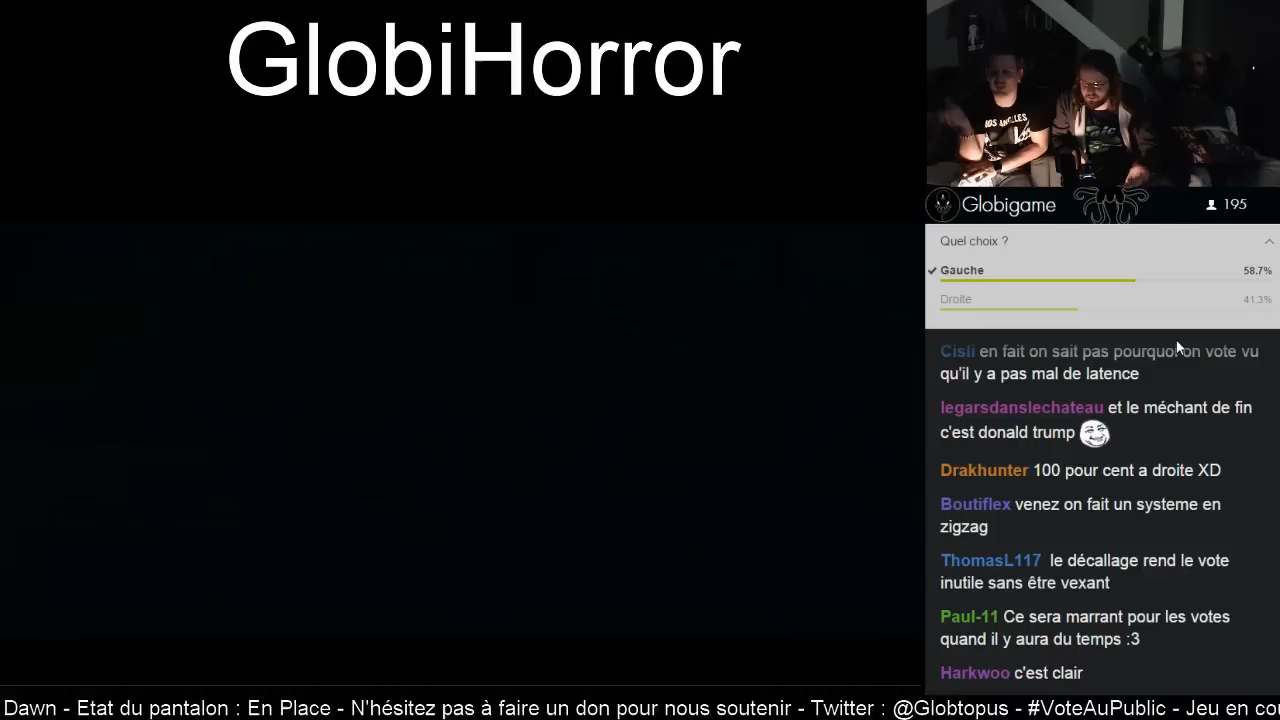 GlobiHorror
Globigame
195
Quel choix ?
Gauche 58.7%
Droite 41.3%
Cisli en fait on sait pas pourquoi on vote vu
qu'il y a pas mal de latence
legarsdanslechateau et le méchant de fin
c'est donald trump
Drakhunter 100 pour cent a droite XD
Boutiflex venez on fait un systeme en
zigzag
ThomasL117 le décallage rend le vote
inutile sans être vexant
Paul-11 Ce sera marrant pour les votes
quand il y aura du temps :3
Harkwoo c'est clair
Dawn - Etat du pantalon : En Place - N'hésitez pas à faire un don pour nous soutenir - Twitter : @Globtopus - #VoteAuPublic - Jeu en co